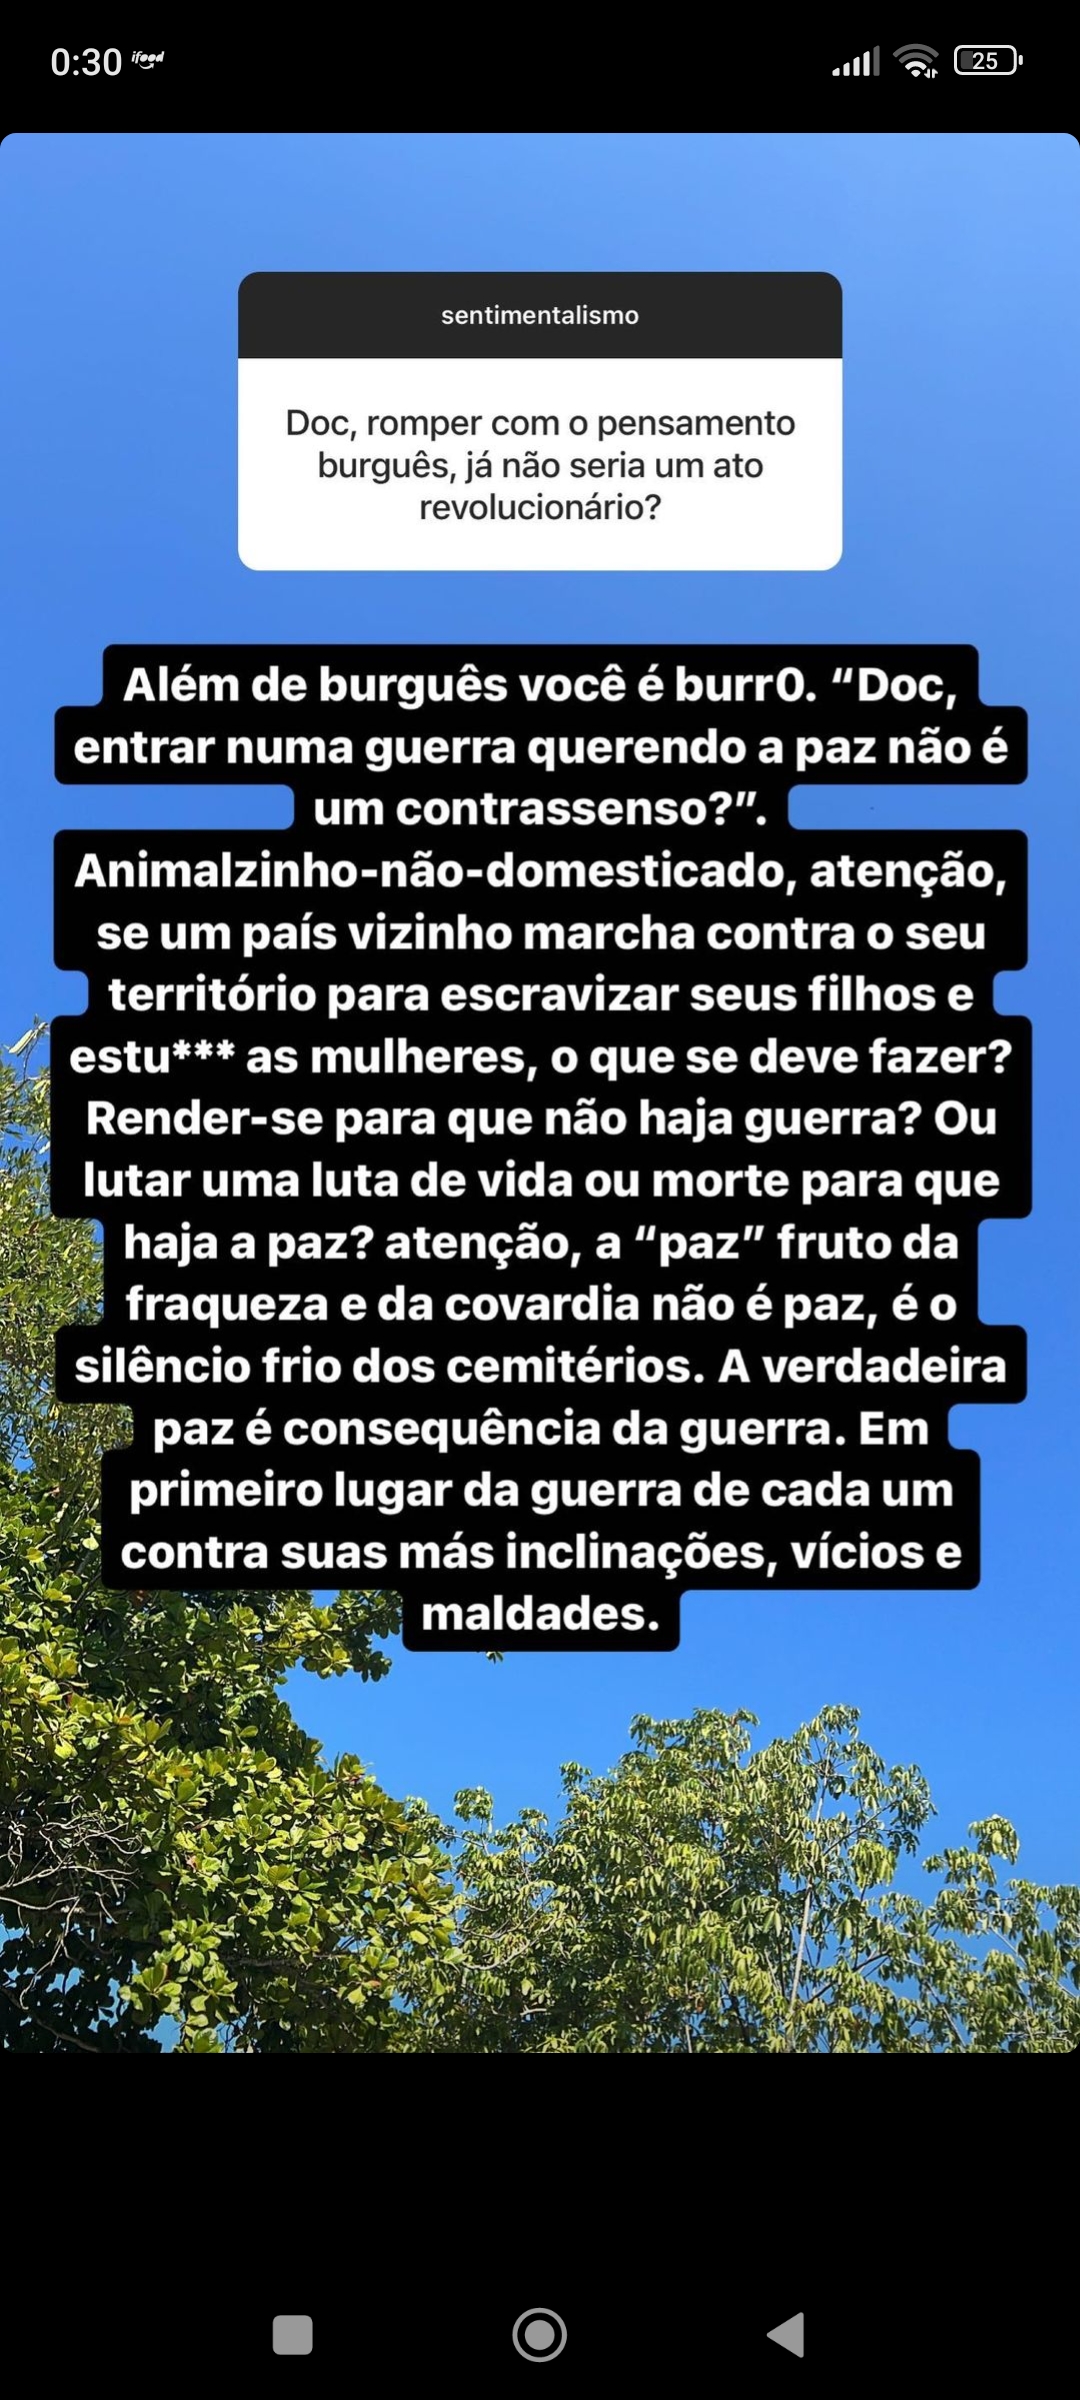 0:30 ifood
25
sentimentalismo
Doc, romper com o pensamento
burguês, já não seria um ato
revolucionário?
Além de burguês você é burr0. “Doc,
entrar numa guerra querendo a paz não é
um contrassenso?”.
Animalzinho-não-domesticado, atenção,
se um país vizinho marcha contra o seu
território para escravizar seus filhos e
estu*** as mulheres, o que se deve fazer?
Render-se para que não haja guerra? Ou
lutar uma luta de vida ou morte para que
haja a paz? atenção, a “paz” fruto da
fraqueza e da covardia não é paz, é o
silêncio frio dos cemitérios. A verdadeira
paz é consequência da guerra. Em
primeiro lugar da guerra de cada um
contra suas más inclinações, vícios e
maldades.